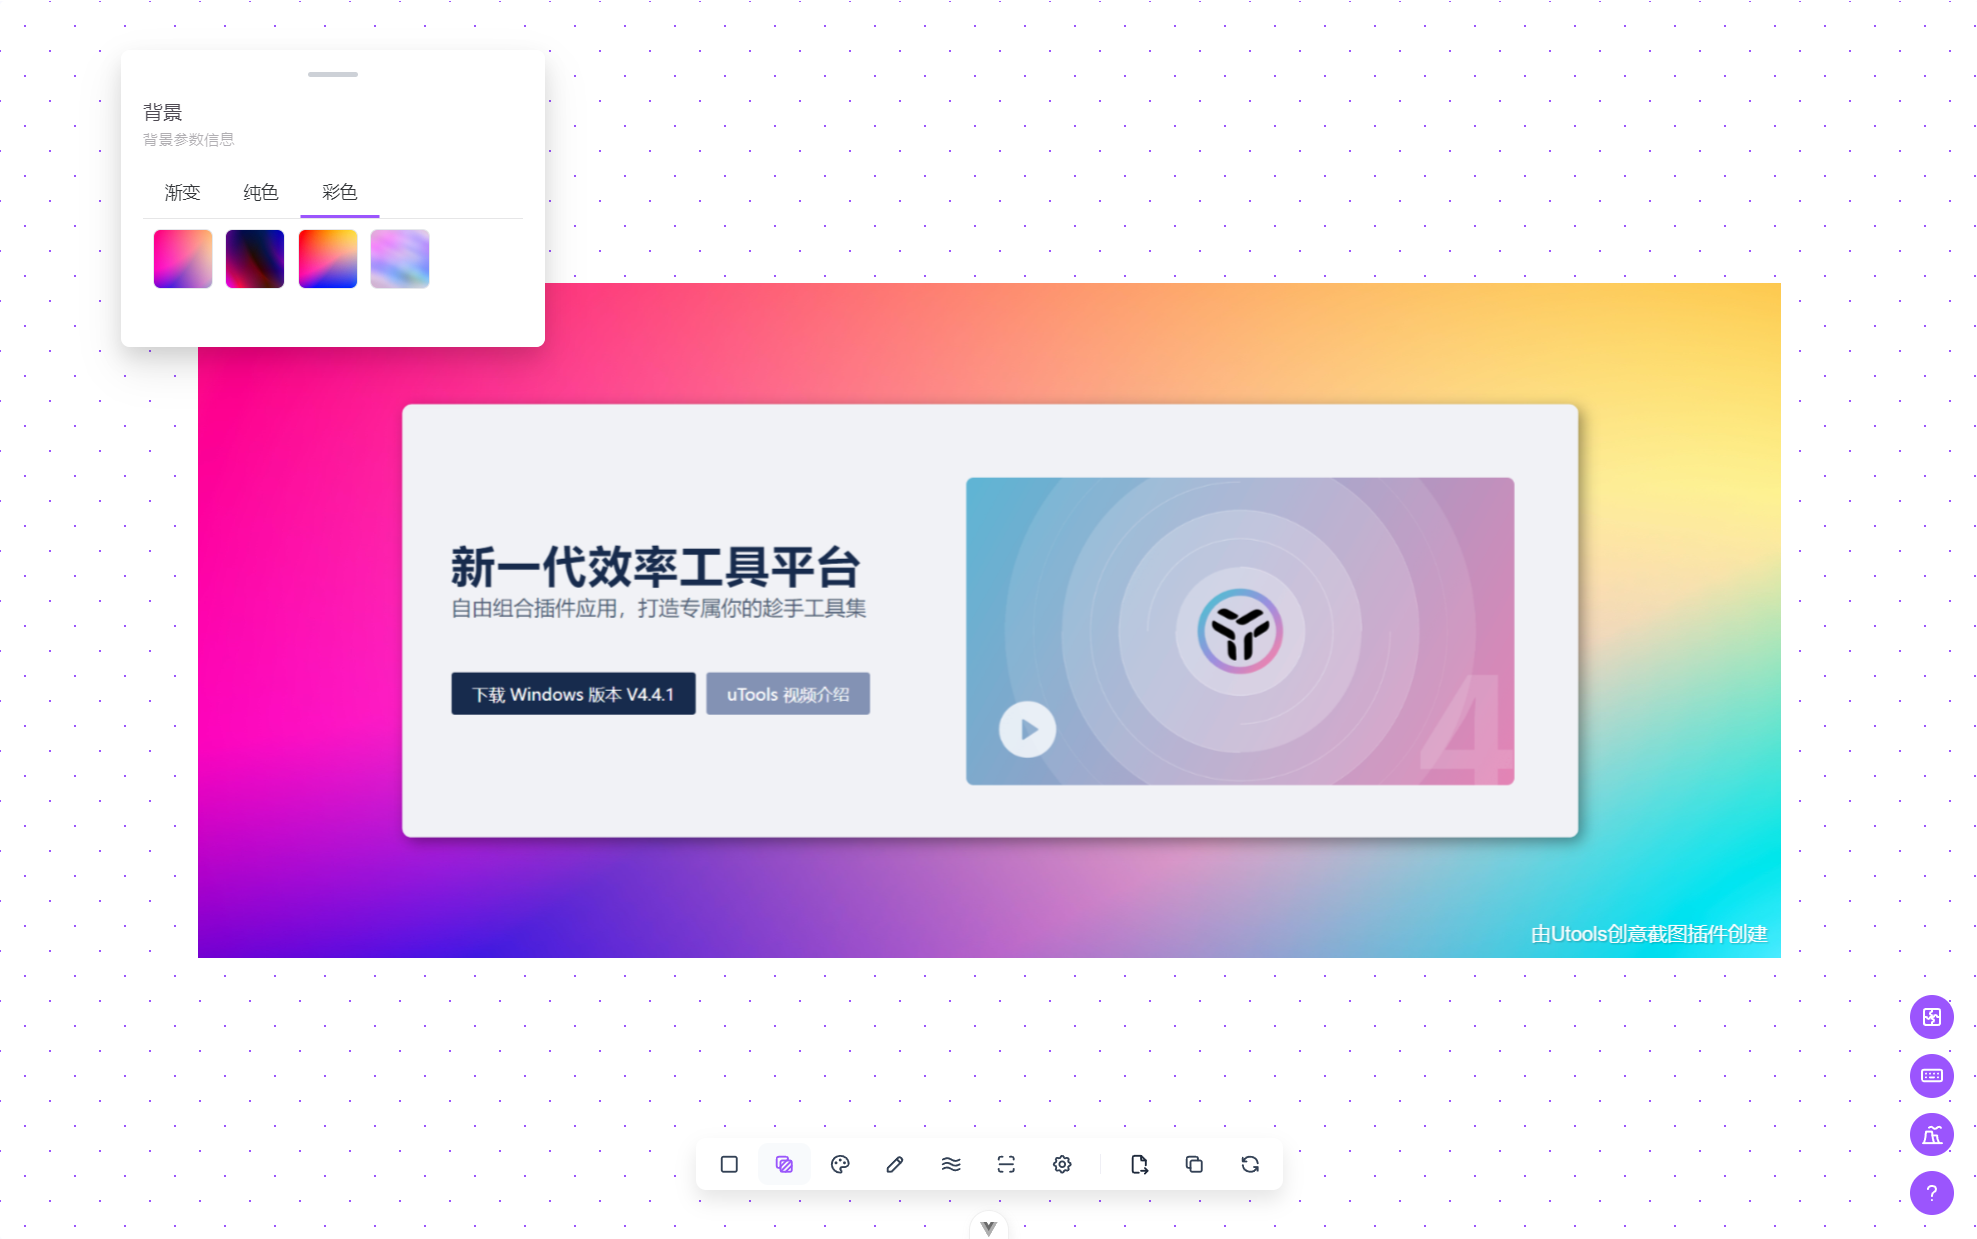 背景
背景参数信息
渐变 纯色 彩色
新一代效率工具平台
自由组合插件应用，打造专属你的趁手工具集
下载 Windows 版本 V4.4.1
uTools 视频介绍
4
由Utools创意截图插件创建
?